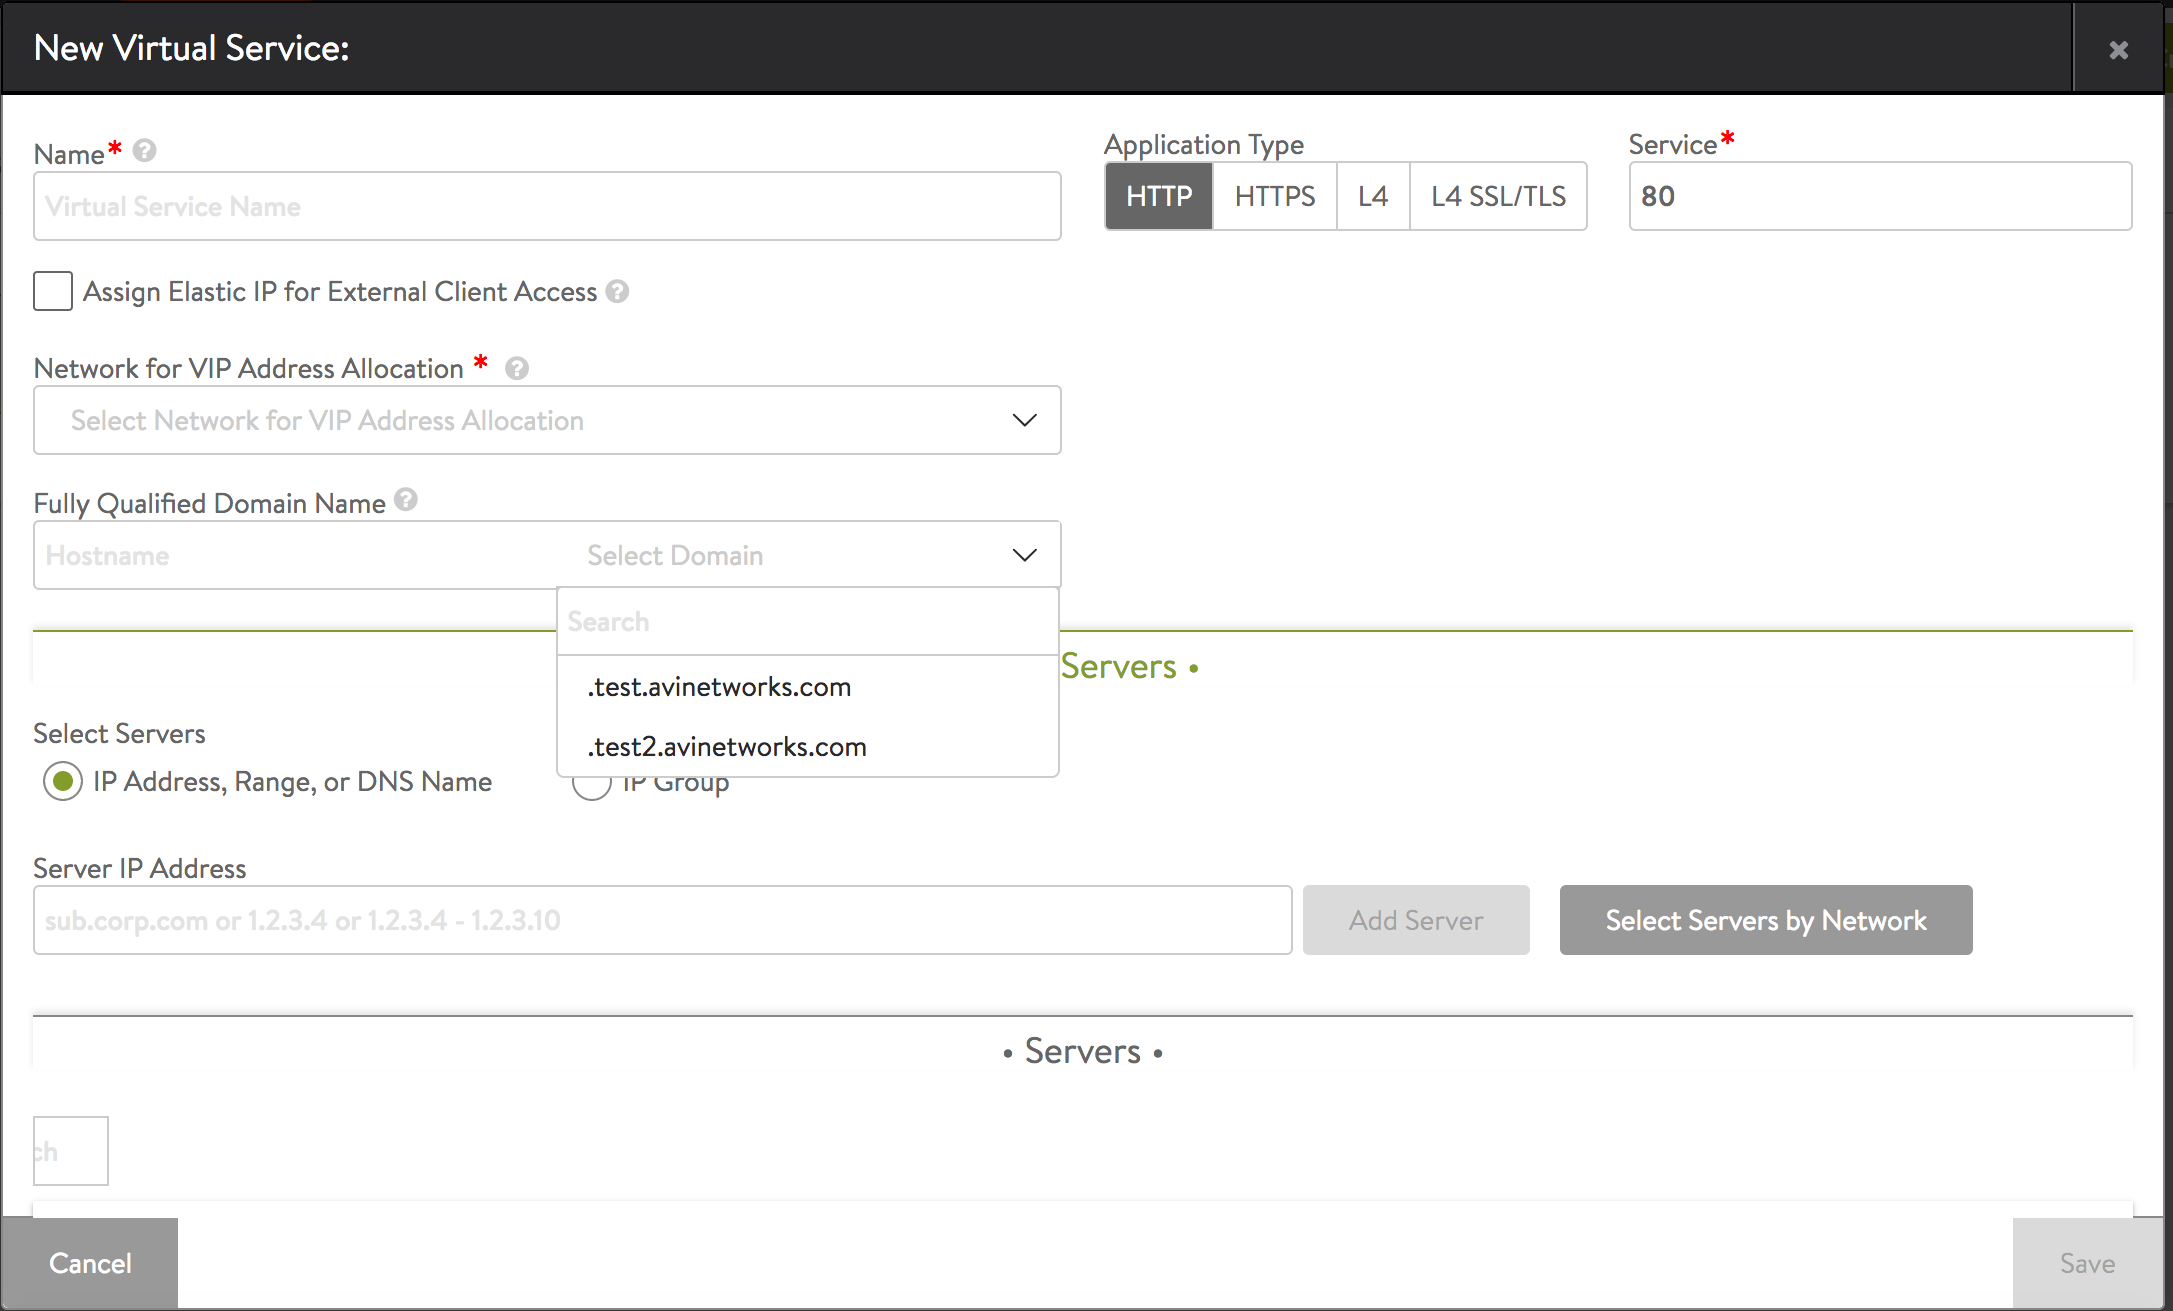 New Virtual Service:
Name* ?
Virtual Service Name
Application Type
HTTP HTTPS L4 L4 SSL/TLS
Service*
80
Assign Elastic IP for External Client Access ?
Network for VIP Address Allocation * ?
Select Network for VIP Address Allocation
Fully Qualified Domain Name ?
Hostname Select Domain
Search
.test.avinetworks.com
.test2.avinetworks.com
Servers •
Select Servers
IP Address, Range, or DNS Name IP Group
Server IP Address
sub.corp.com or 1.2.3.4 or 1.2.3.4 - 1.2.3.10 Add Server Select Servers by Network
• Servers •
ch
Cancel Save